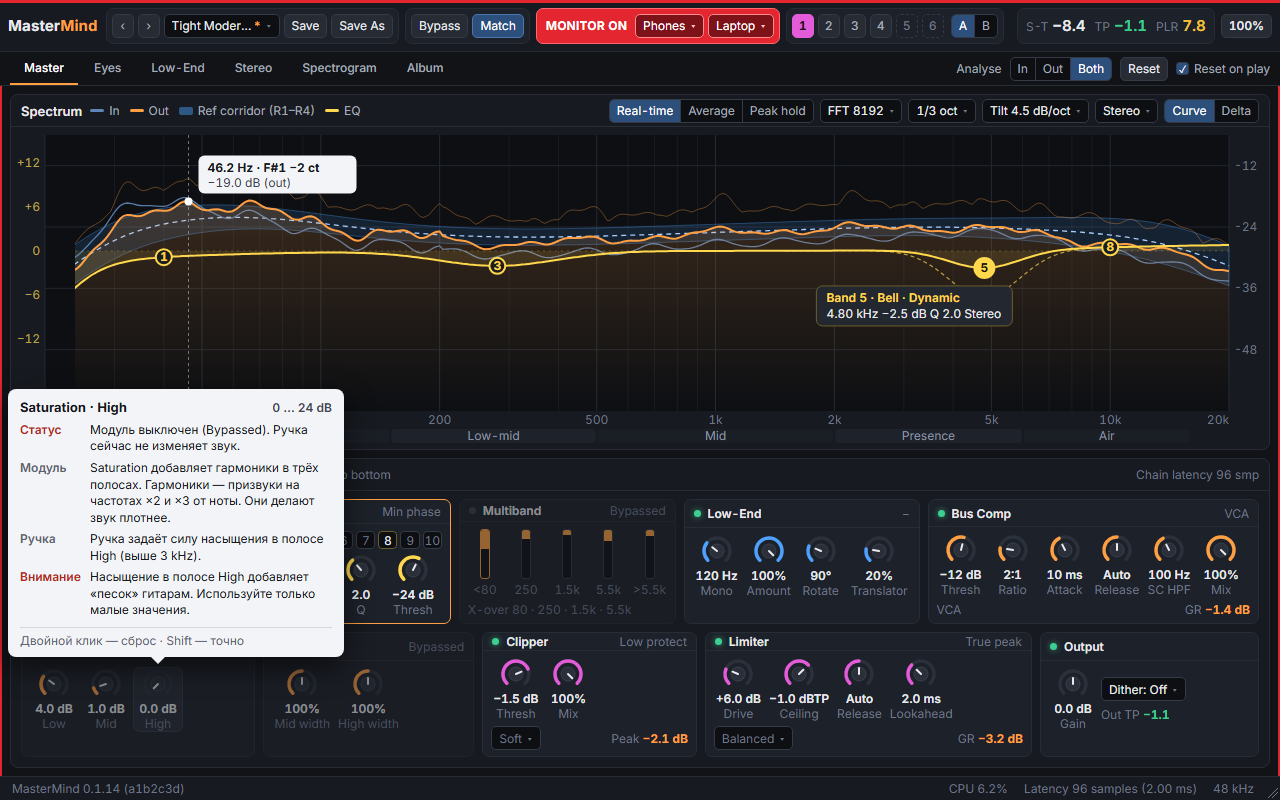 MasterMind ‹ › Tight Moder... * Save Save As Bypass Match MONITOR ON Phones Laptop 1 2 3 4 5 6 A B S-T −8.4 TP −1.1 PLR 7.8 100%
Master Eyes Low-End Stereo Spectrogram Album Analyse In Out Both Reset Reset on play
Spectrum In Out Ref corridor (R1–R4) EQ Real-time Average Peak hold FFT 8192 1/3 oct Tilt 4.5 dB/oct Stereo Curve Delta
46.2 Hz · F#1 −2 ct
−19.0 dB (out)
+12 -12
+6 -24
0 -36
−6 -48
−12
1 3 5 8
Band 5 · Bell · Dynamic
4.80 kHz −2.5 dB Q 2.0 Stereo
200 500 1k 2k 5k 10k 20k
Low-mid Mid Presence Air
Saturation · High 0 … 24 dB
Статус Модуль выключен (Bypassed). Ручка
сейчас не изменяет звук.
Модуль Saturation добавляет гармоники в трёх
полосах. Гармоники — призвуки на
частотах ×2 и ×3 от ноты. Они делают
звук плотнее.
Ручка Ручка задаёт силу насыщения в полосе
High (выше 3 kHz).
Внимание Насыщение в полосе High добавляет
«песок» гитарам. Используйте только
малые значения.
Двойной клик — сброс · Shift — точно
bottom Chain latency 96 smp
Min phase
7 8 9 10
2.0 −24 dB
Q Thresh
Multiband Bypassed
<80 250 1.5k 5.5k >5.5k
X-over 80 · 250 · 1.5k · 5.5k
Low-End –
120 Hz 100% 90° 20%
Mono Amount Rotate Translator
Bus Comp VCA
−12 dB 2:1 10 ms Auto 100 Hz 100%
Thresh Ratio Attack Release SC HPF Mix
VCA GR −1.4 dB
4.0 dB 1.0 dB 0.0 dB
Low Mid High
Bypassed
100% 100%
Mid width High width
Clipper Low protect
−1.5 dB 100%
Thresh Mix
Soft Peak −2.1 dB
Limiter True peak
+6.0 dB −1.0 dBTP Auto 2.0 ms
Drive Ceiling Release Lookahead
Balanced GR −3.2 dB
Output
0.0 dB Dither: Off
Gain Out TP −1.1
MasterMind 0.1.14 (a1b2c3d) CPU 6.2% Latency 96 samples (2.00 ms) 48 kHz